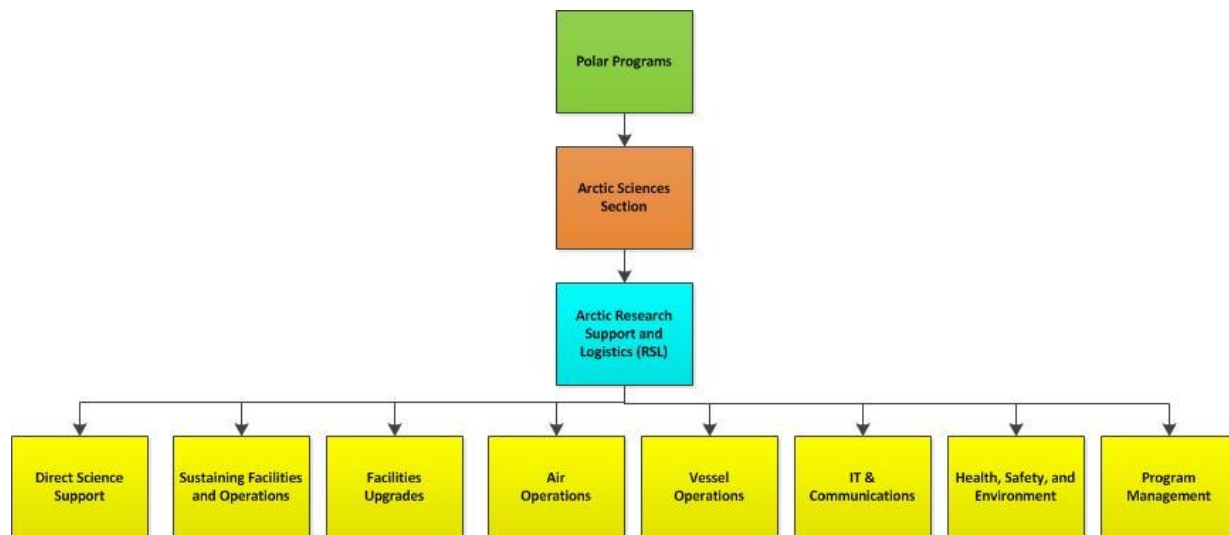 Polar Programs
Arctic Sciences
Section
Arctic Research
Support and
Logistics (RSL)
Direct Science
Support
Sustaining Facilities
and Operations
Facilities
Upgrades
Air
Operations
Vessel
Operations
IT &
Communications
Health, Safety, and
Environment
Program
Management